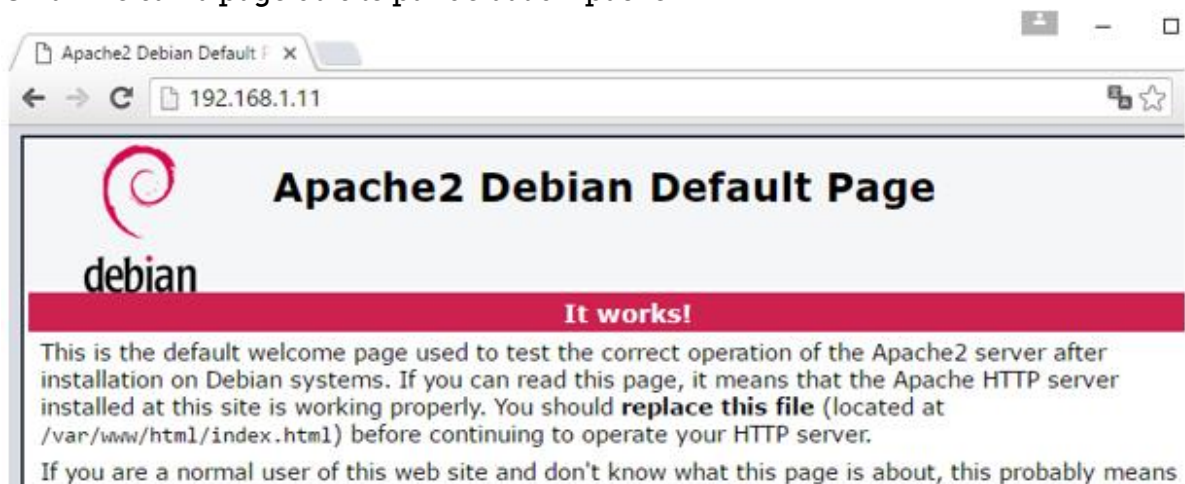 Apache2 Debian Default P
192.168.1.11
Apache2 Debian Default Page
debian
It works!
This is the default welcome page used to test the correct operation of the Apache2 server after
installation on Debian systems. If you can read this page, it means that the Apache HTTP server
installed at this site is working properly. You should replace this file (located at
/var/www/html/index.html) before continuing to operate your HTTP server.
If you are a normal user of this web site and don't know what this page is about, this probably means